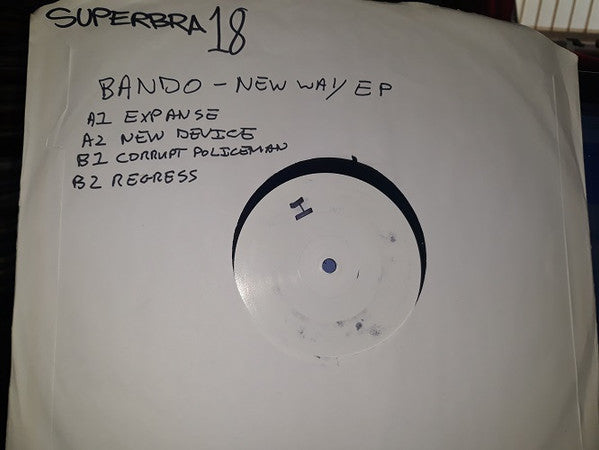 SUPERBRA 18
BANDO - NEW WAY EP
A1 EXPANSE
A2 NEW DEVICE
B1 CORRUPT POLICEMAN
B2 REGRESS